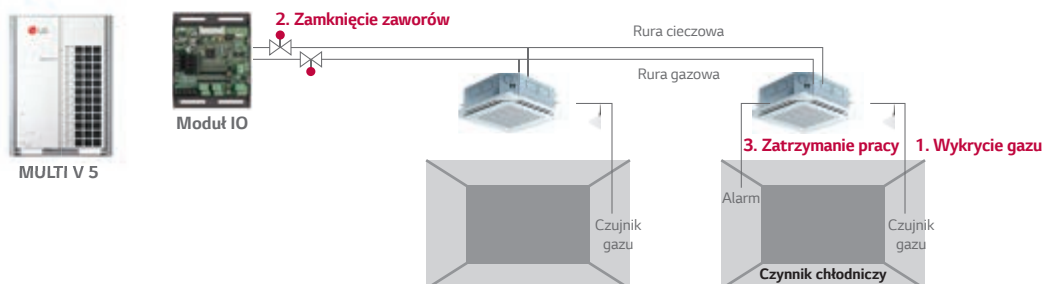 LG
2. Zamknięcie zaworów
Rura cieczowa
Rura gazowa
Moduł IO
MULTI V 5
3. Zatrzymanie pracy
1. Wykrycie gazu
Alarm
Czujnik
gazu
Czujnik
gazu
Czynnik chłodniczy